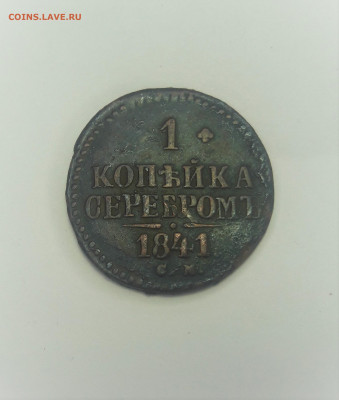 COINS.LAVE.RU
1
КОПѢЙКА
СЕРЕБРОМЪ
1841
С. М.